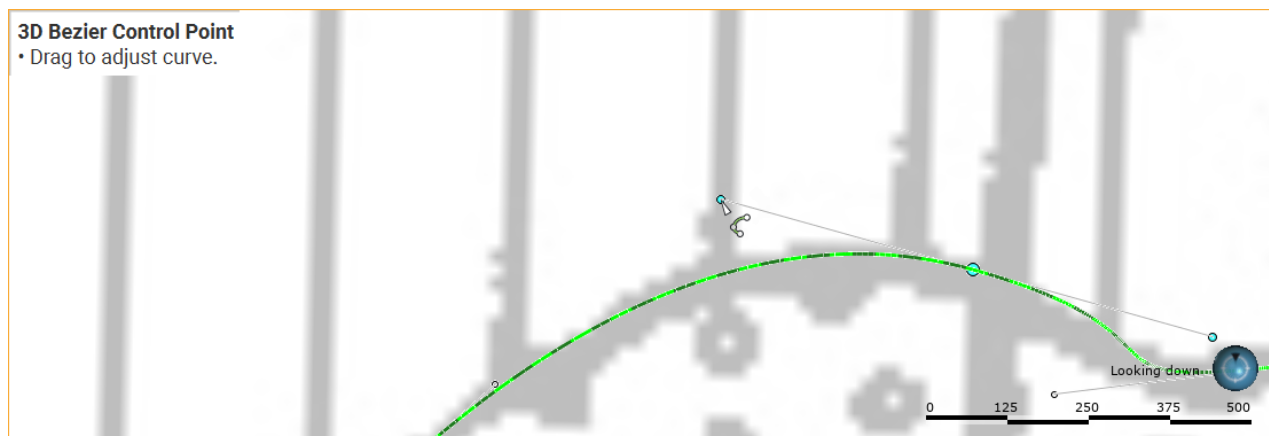 3D Bezier Control Point
• Drag to adjust curve.
Looking down
0 125 250 375 500